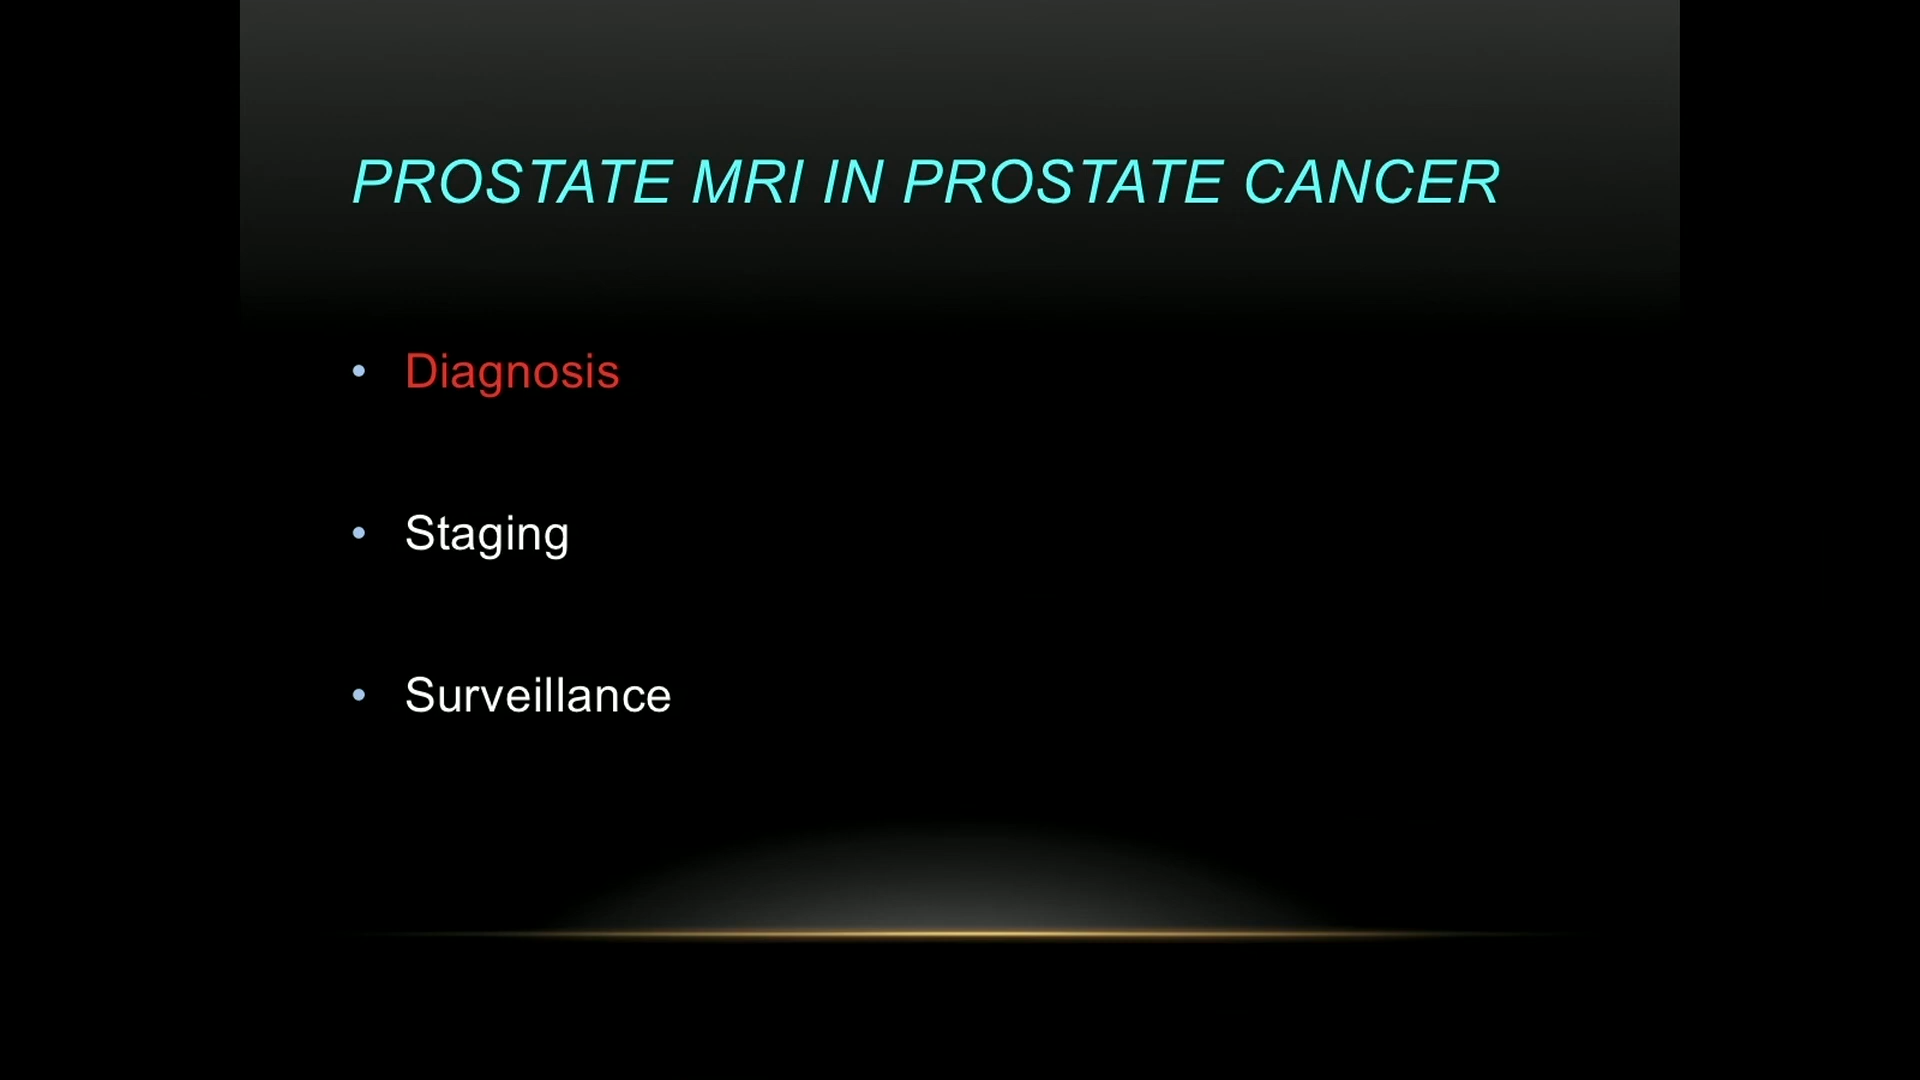 PROSTATE MRI IN PROSTATE CANCER
• Diagnosis
• Staging
• Surveillance